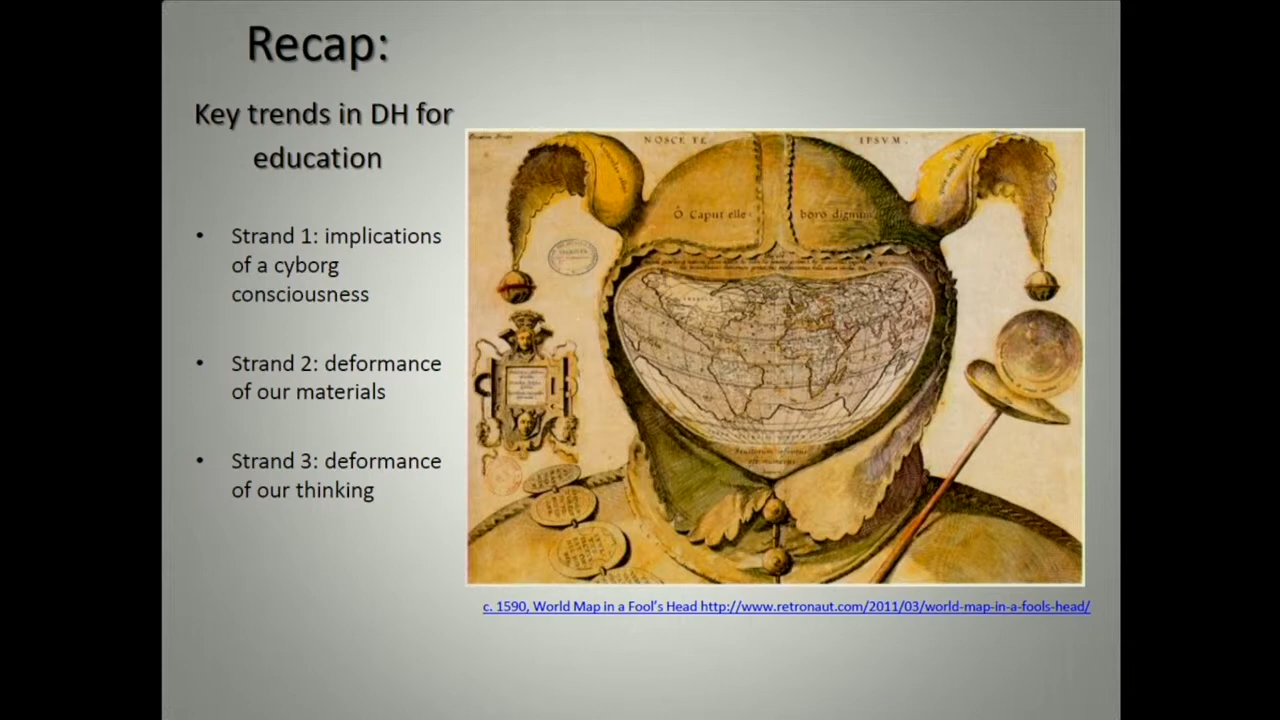 Recap:
Key trends in DH for
education
• Strand 1: implications
of a cyborg
consciousness
• Strand 2: deformance
of our materials
• Strand 3: deformance
of our thinking
NOSCE TE IPSVM.
Ô Caput elle boro dignum
c. 1590, World Map in a Fool's Head http://www.retronaut.com/2011/03/world-map-in-a-fools-head/